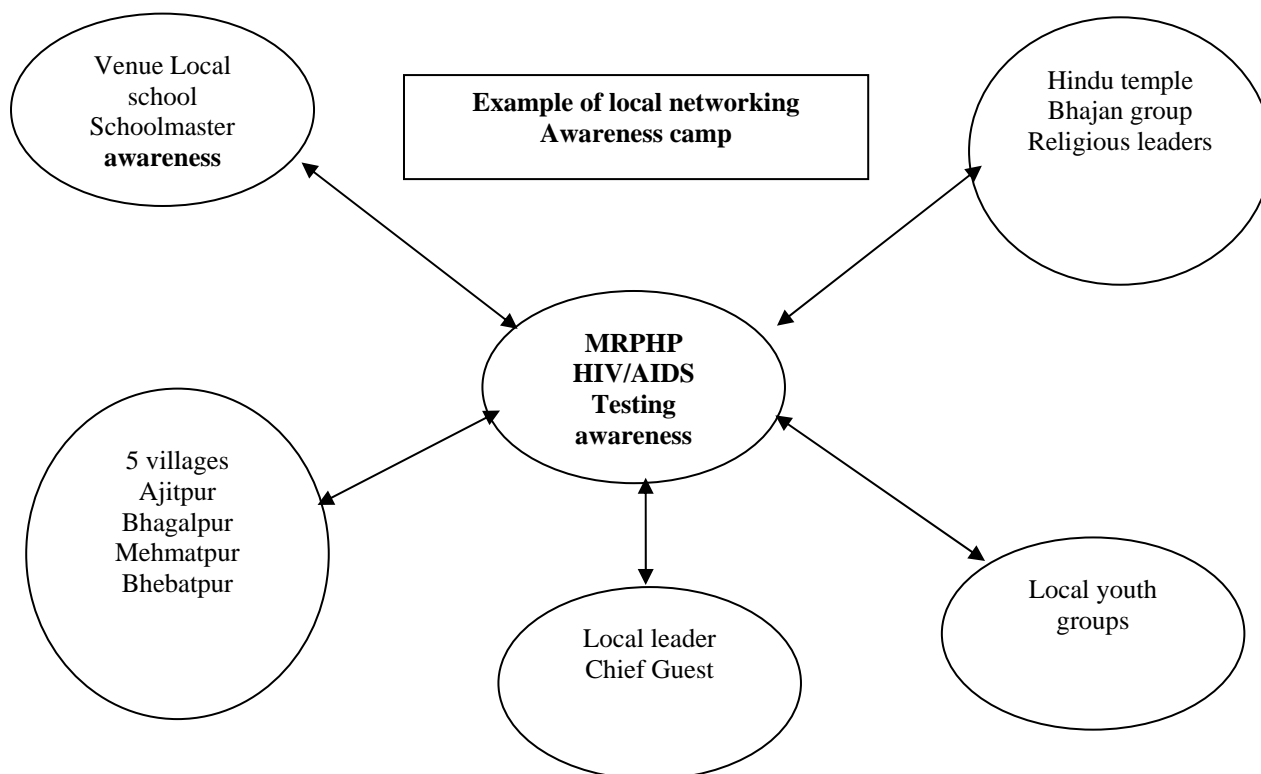 Venue Local
school
Schoolmaster
awareness
Example of local networking
Awareness camp
Hindu temple
Bhajan group
Religious leaders
MRPHP
HIV/AIDS
Testing
awareness
5 villages
Ajitpur
Bhagalpur
Mehmatpur
Bhebatpur
Local leader
Chief Guest
Local youth
groups